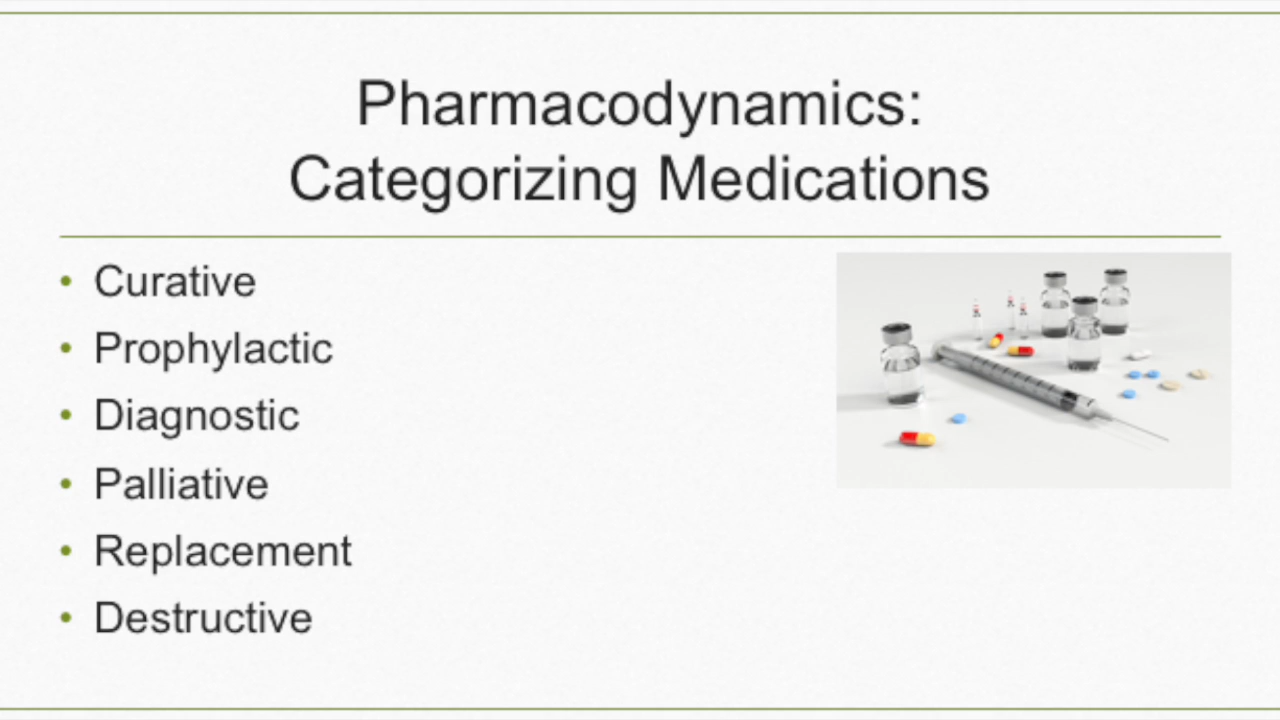 Pharmacodynamics:
Categorizing Medications
• Curative
• Prophylactic
• Diagnostic
• Palliative
• Replacement
• Destructive